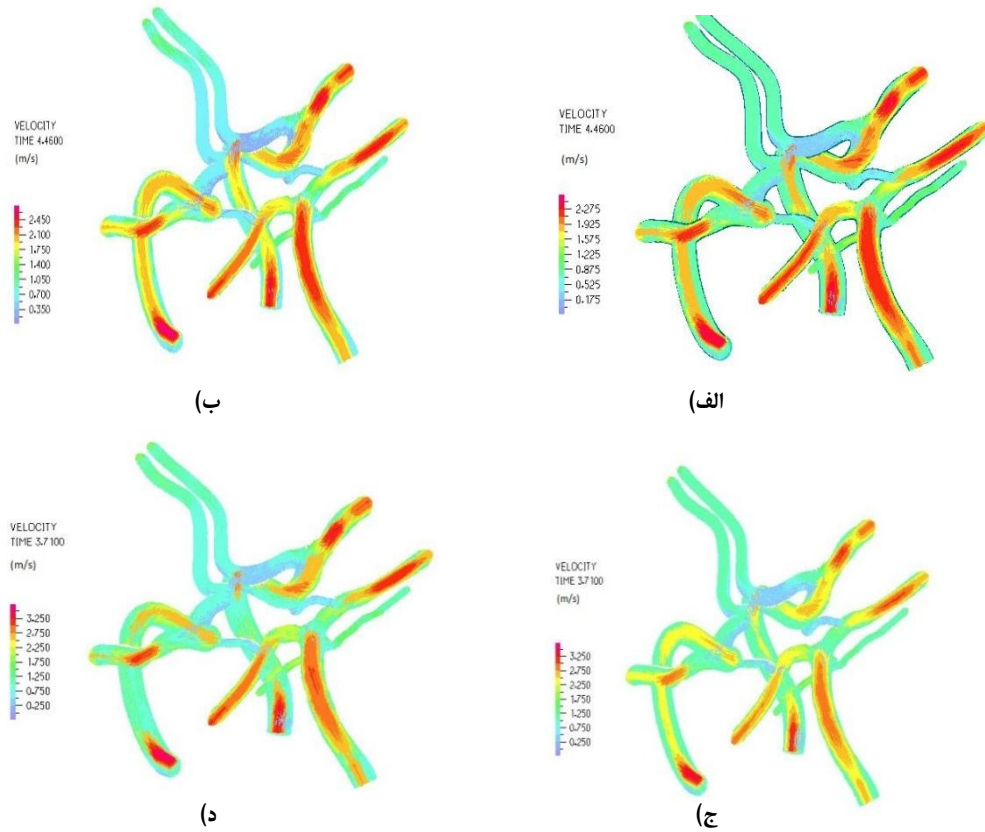 VELOCITY
TIME 4.4600
(m/s)
2.450
2.100
1.750
1.400
1.050
0.700
0.350
ب)
VELOCITY
TIME 4.4600
(m/s)
2.275
1.925
1.575
1.225
0.875
0.525
0.175
الف)
VELOCITY
TIME 3.7100
(m/s)
3.250
2.750
2.250
1.750
1.250
0.750
0.250
د)
VELOCITY
TIME 3.7100
(m/s)
3.250
2.750
2.250
1.750
1.250
0.750
0.250
ج)